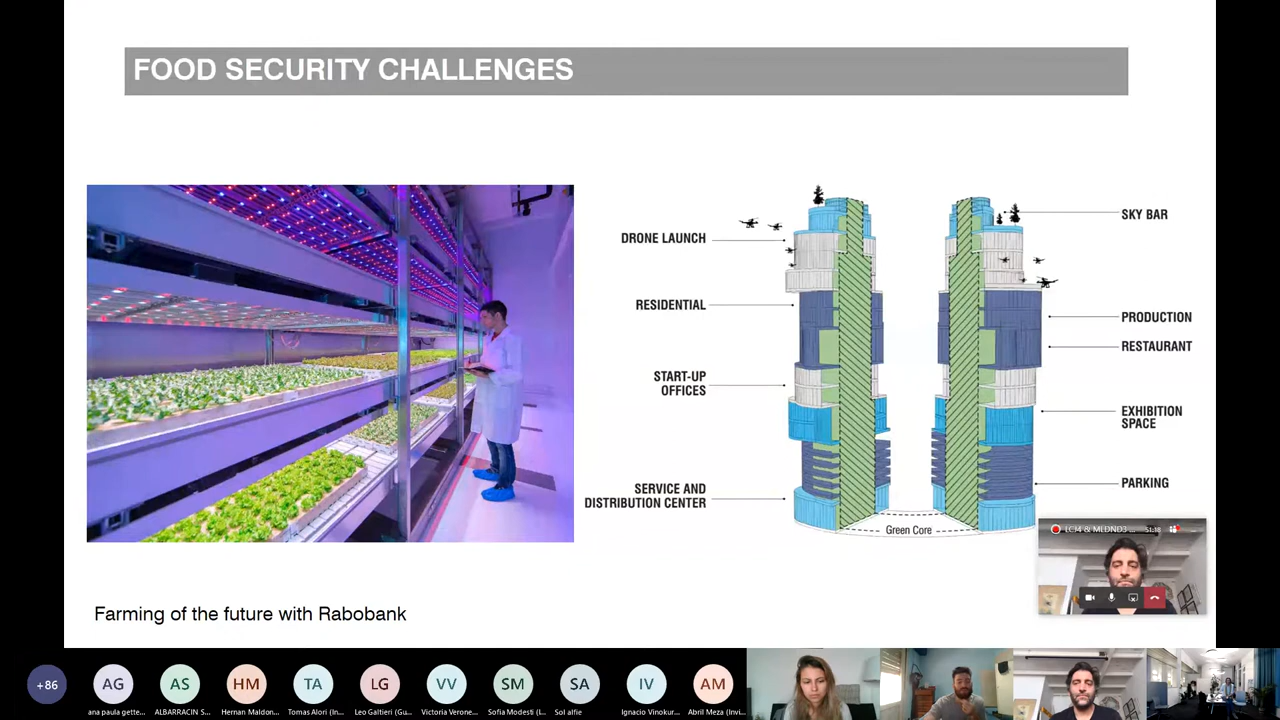 FOOD SECURITY CHALLENGES
DRONE LAUNCH
RESIDENTIAL
START-UP
OFFICES
SERVICE AND
DISTRIBUTION CENTER
SKY BAR
PRODUCTION
RESTAURANT
EXHIBITION
SPACE
PARKING
Green Core
51:18
Farming of the future with Rabobank
+86
AG
AS
HM
TA
LG
VV
SM
SA
IV
AM
ana paula gette...
ALBARRACIN S...
Hernan Maldon...
Tomas Alori (In...
Leo Galtieri (Gu...
Victoria Verone...
Sofia Modesti (I...
Sol alfie
Ignacio Vinokur...
Abril Meza (Invi...